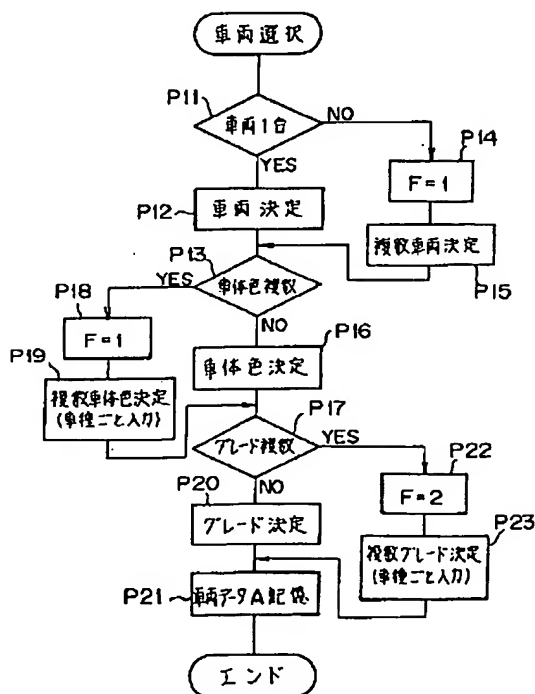 車両選択
P11
車両1台
NO
P14
YES
F=1
P12
車両決定
複数車両決定
P13
P15
YES
車体色複数
P18
NO
P16
F=1
P19
車体色決定
複数車体色決定
(車種ごと入力)
P17
グレード複数
YES
P22
P20
NO
F=2
P23
グレード決定
複数グレード決定
(車種ごと入力)
P21
車両データA記憶
エンド